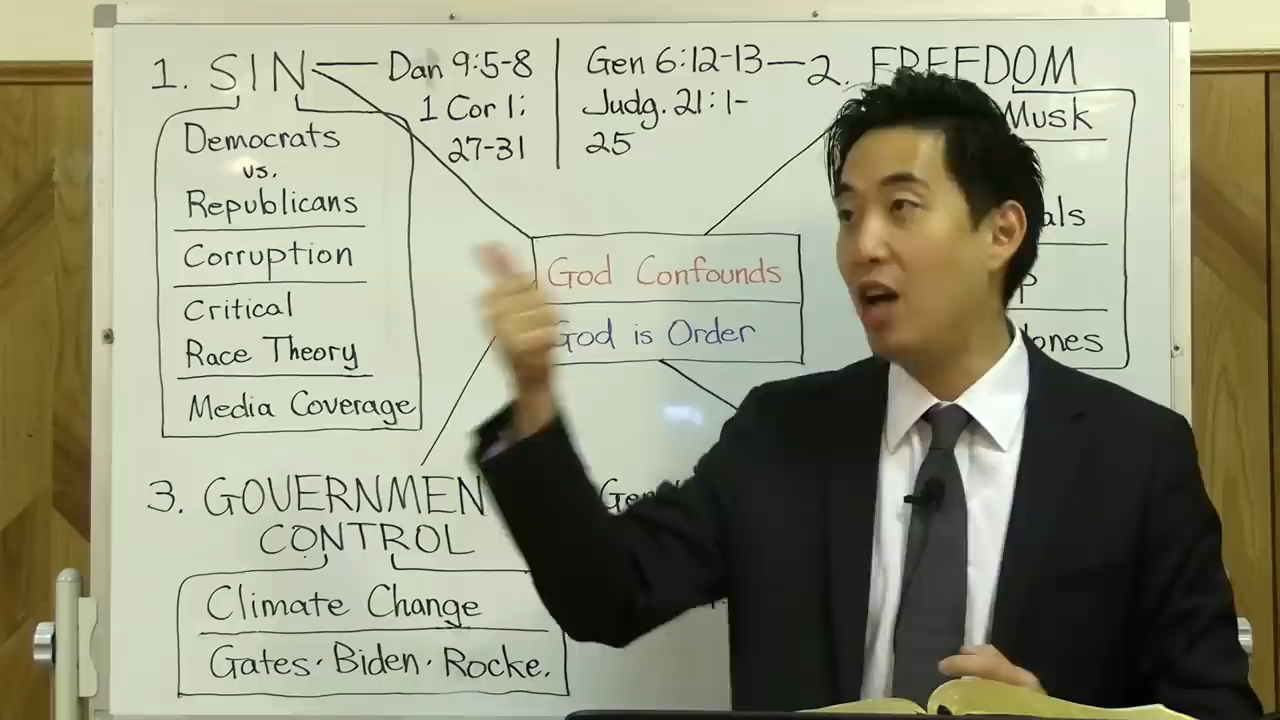 1. SIN
Dan 9:5-8
1 Cor 1:
27-31
Gen 6:12-13
Judg. 21:1-
25
2. FREEDOM
Democrats
vs.
Republicans
Corruption
Critical
Race Theory
Media Coverage
Musk
God Confounds
God is Order
3. GOVERNMEN
CONTROL
Climate Change
Gates · Biden · Rocke.